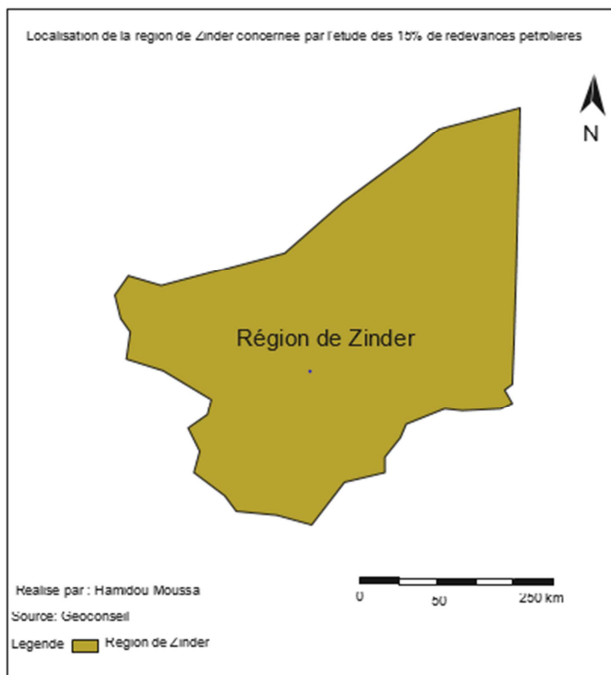 Localisation de la region de Zinder concernee par l'etude des 15% de redevances petrolieres
N
Région de Zinder
Realise par : Hamidou Moussa
0 50 250 km
Source: Geoconseil
Legende Région de Zinder